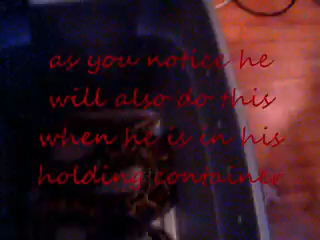 as you notice he
will also do this
when he is in his
holding container